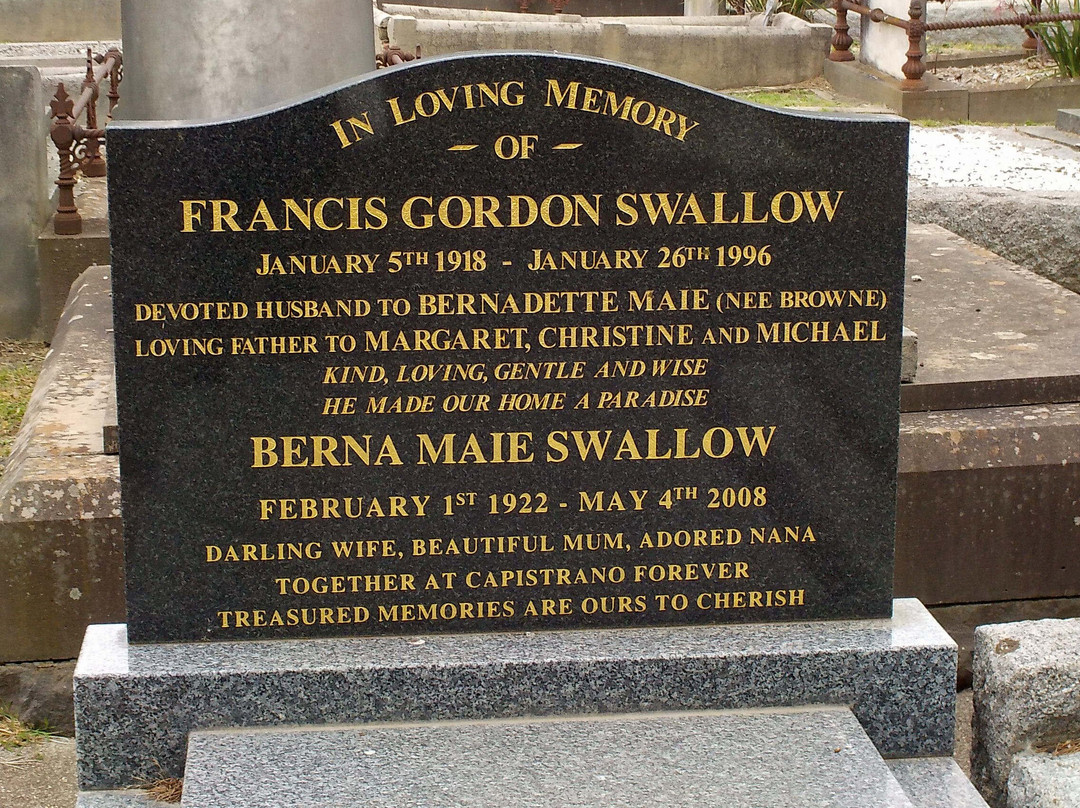 IN LOVING MEMORY
- OF -
FRANCIS GORDON SWALLOW
JANUARY 5TH 1918 - JANUARY 26TH 1996
DEVOTED HUSBAND TO BERNADETTE MAIE (NEE BROWNE)
LOVING FATHER TO MARGARET, CHRISTINE AND MICHAEL
KIND, LOVING, GENTLE AND WISE
HE MADE OUR HOME A PARADISE
BERNA MAIE SWALLOW
FEBRUARY 1ST 1922 - MAY 4TH 2008
DARLING WIFE, BEAUTIFUL MUM, ADORED NANA
TOGETHER AT CAPISTRANO FOREVER
TREASURED MEMORIES ARE OURS TO CHERISH